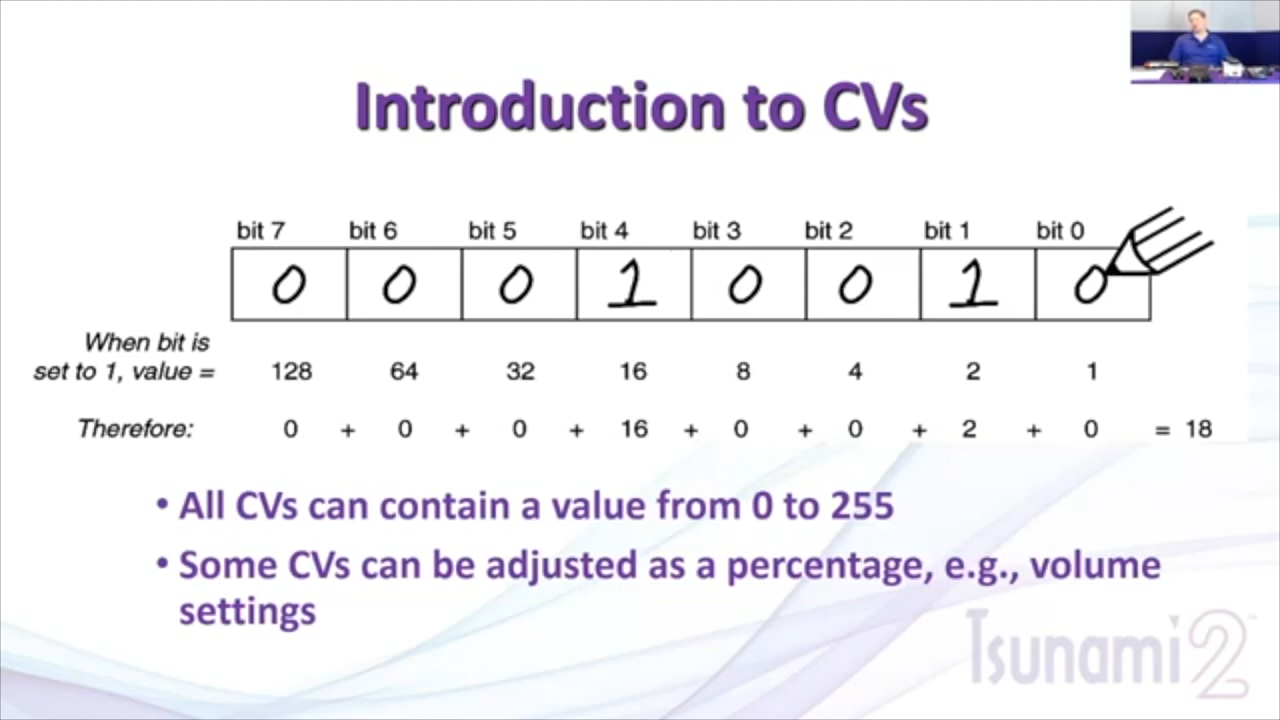 Introduction to CVs
bit 7 bit 6 bit 5 bit 4 bit 3 bit 2 bit 1 bit 0
0 0 0 1 0 0 1 0
When bit is
set to 1, value = 128 64 32 16 8 4 2 1
Therefore: 0 + 0 + 0 + 16 + 0 + 0 + 2 + 0 = 18
• All CVs can contain a value from 0 to 255
• Some CVs can be adjusted as a percentage, e.g., volume
settings
Tsunami2™